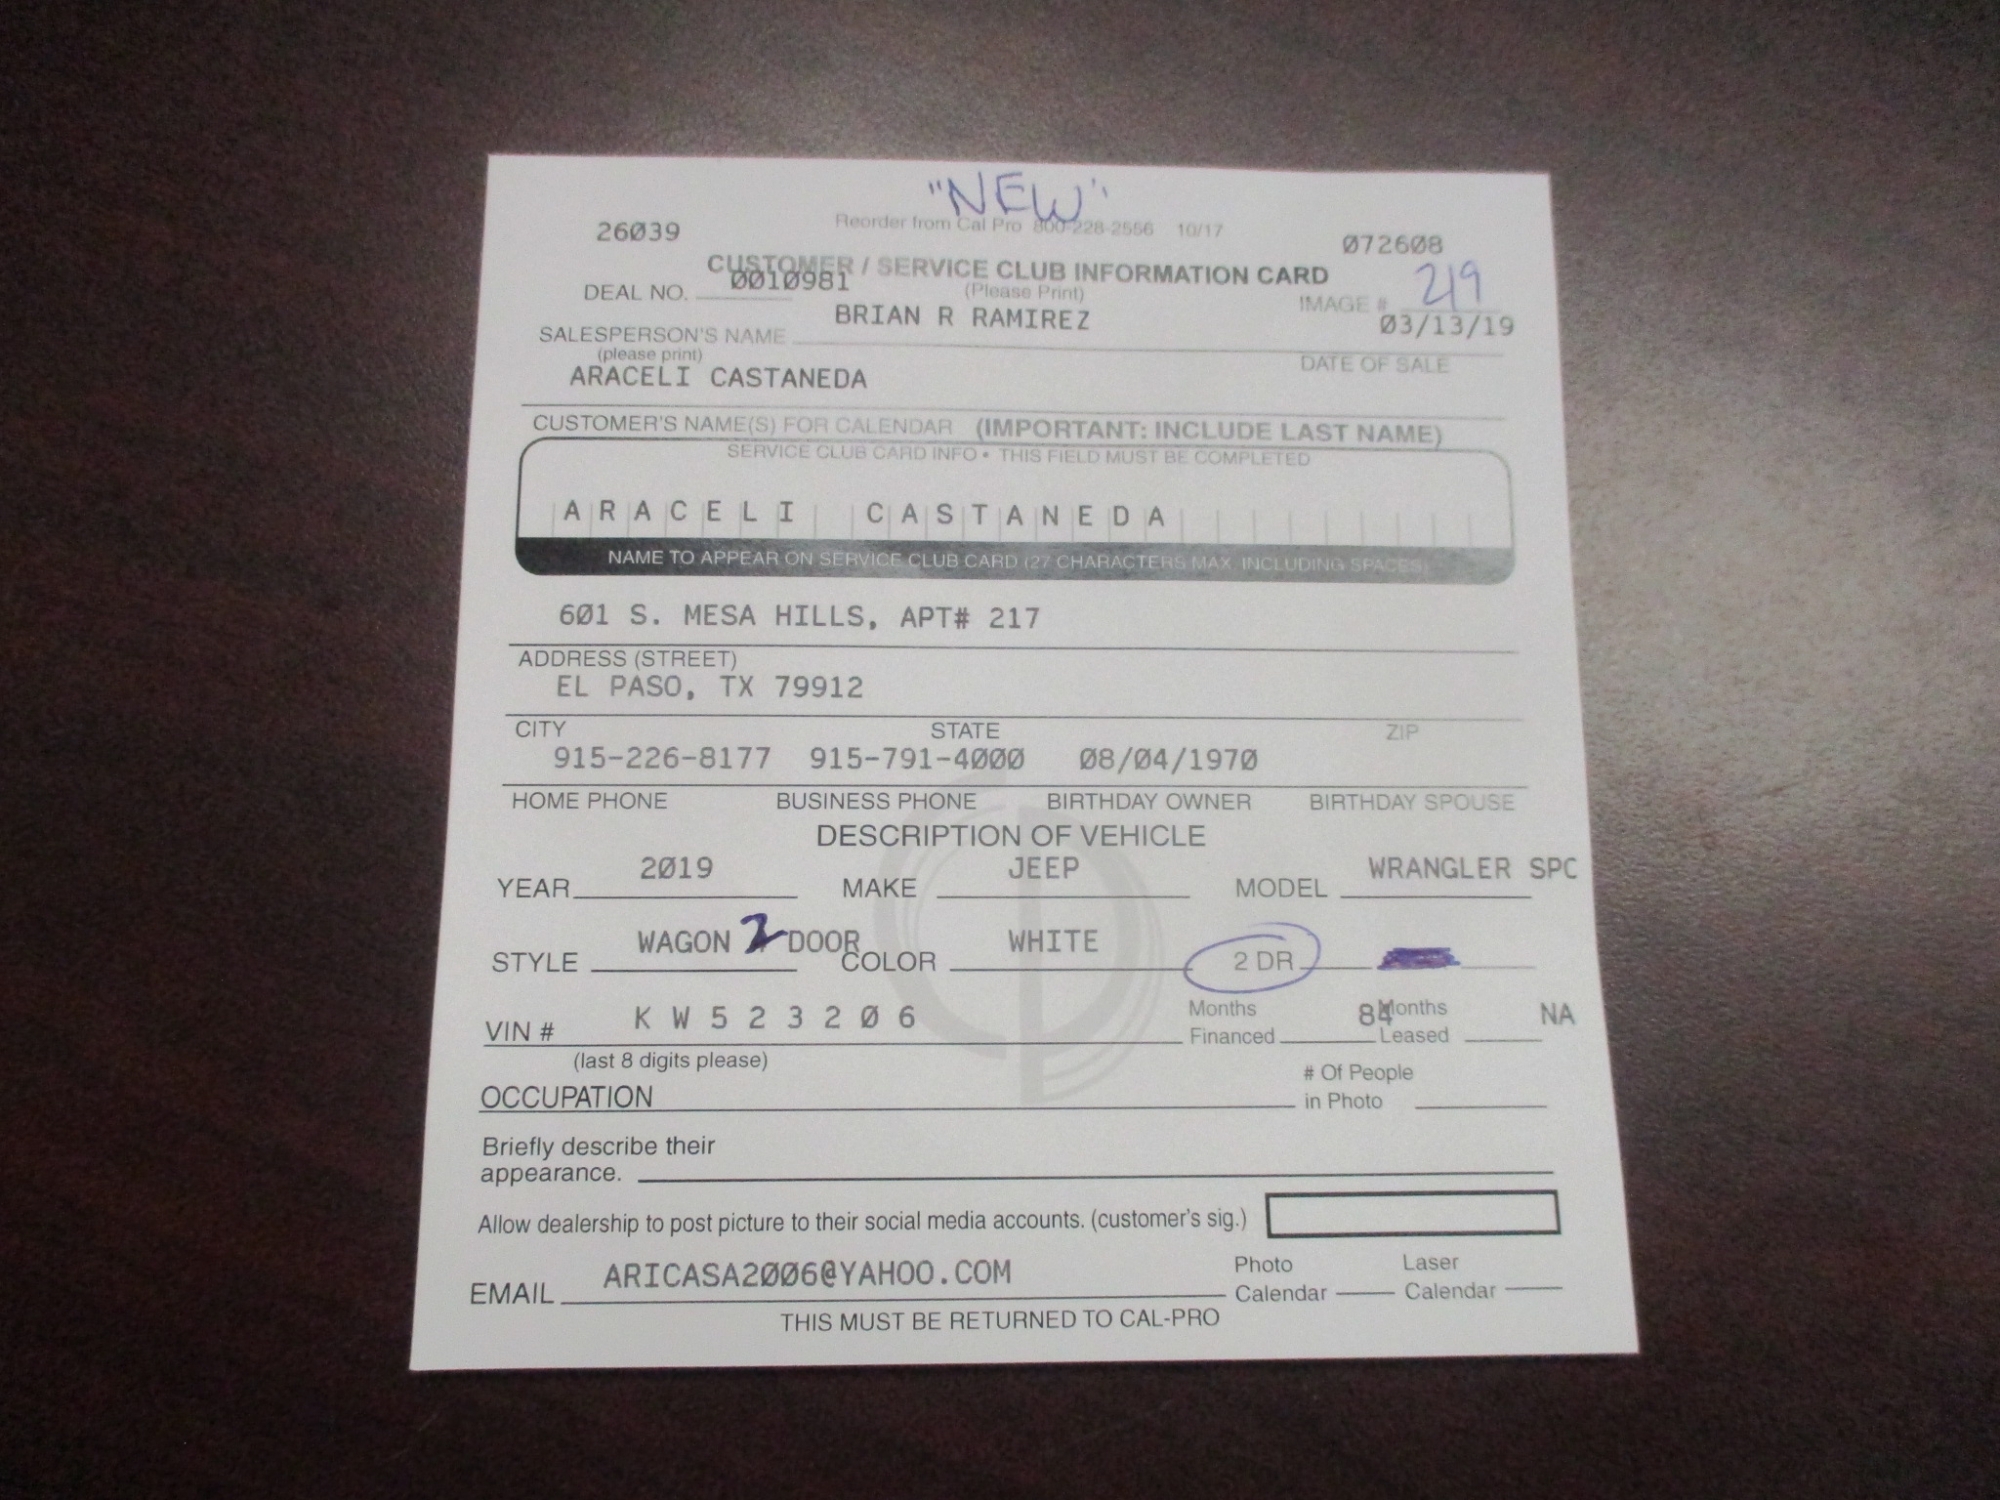 "NEW"
Reorder from Cal Pro 800-228-2556 10/17
26039 072608
CUSTOMER / SERVICE CLUB INFORMATION CARD
DEAL NO. 0010981 (Please Print) IMAGE # 219
SALESPERSON'S NAME BRIAN R RAMIREZ 03/13/19
(please print) DATE OF SALE
ARACELI CASTANEDA
CUSTOMER'S NAME(S) FOR CALENDAR (IMPORTANT: INCLUDE LAST NAME)
SERVICE CLUB CARD INFO • THIS FIELD MUST BE COMPLETED
ARACELI CASTANEDA
NAME TO APPEAR ON SERVICE CLUB CARD (27 CHARACTERS MAX. INCLUDING SPACES)
601 S. MESA HILLS, APT# 217
ADDRESS (STREET)
EL PASO, TX 79912
CITY STATE ZIP
915-226-8177 915-791-4000 08/04/1970
HOME PHONE BUSINESS PHONE BIRTHDAY OWNER BIRTHDAY SPOUSE
DESCRIPTION OF VEHICLE
YEAR 2019 MAKE JEEP MODEL WRANGLER SPC
STYLE WAGON 2 DOOR COLOR WHITE 2 DR
VIN # KW523206 Months Financed 84 Months Leased NA
(last 8 digits please)
OCCUPATION # Of People in Photo
Briefly describe their
appearance.
Allow dealership to post picture to their social media accounts. (customer's sig.)
EMAIL ARICASA2006@YAHOO.COM Photo Calendar Laser Calendar
THIS MUST BE RETURNED TO CAL-PRO